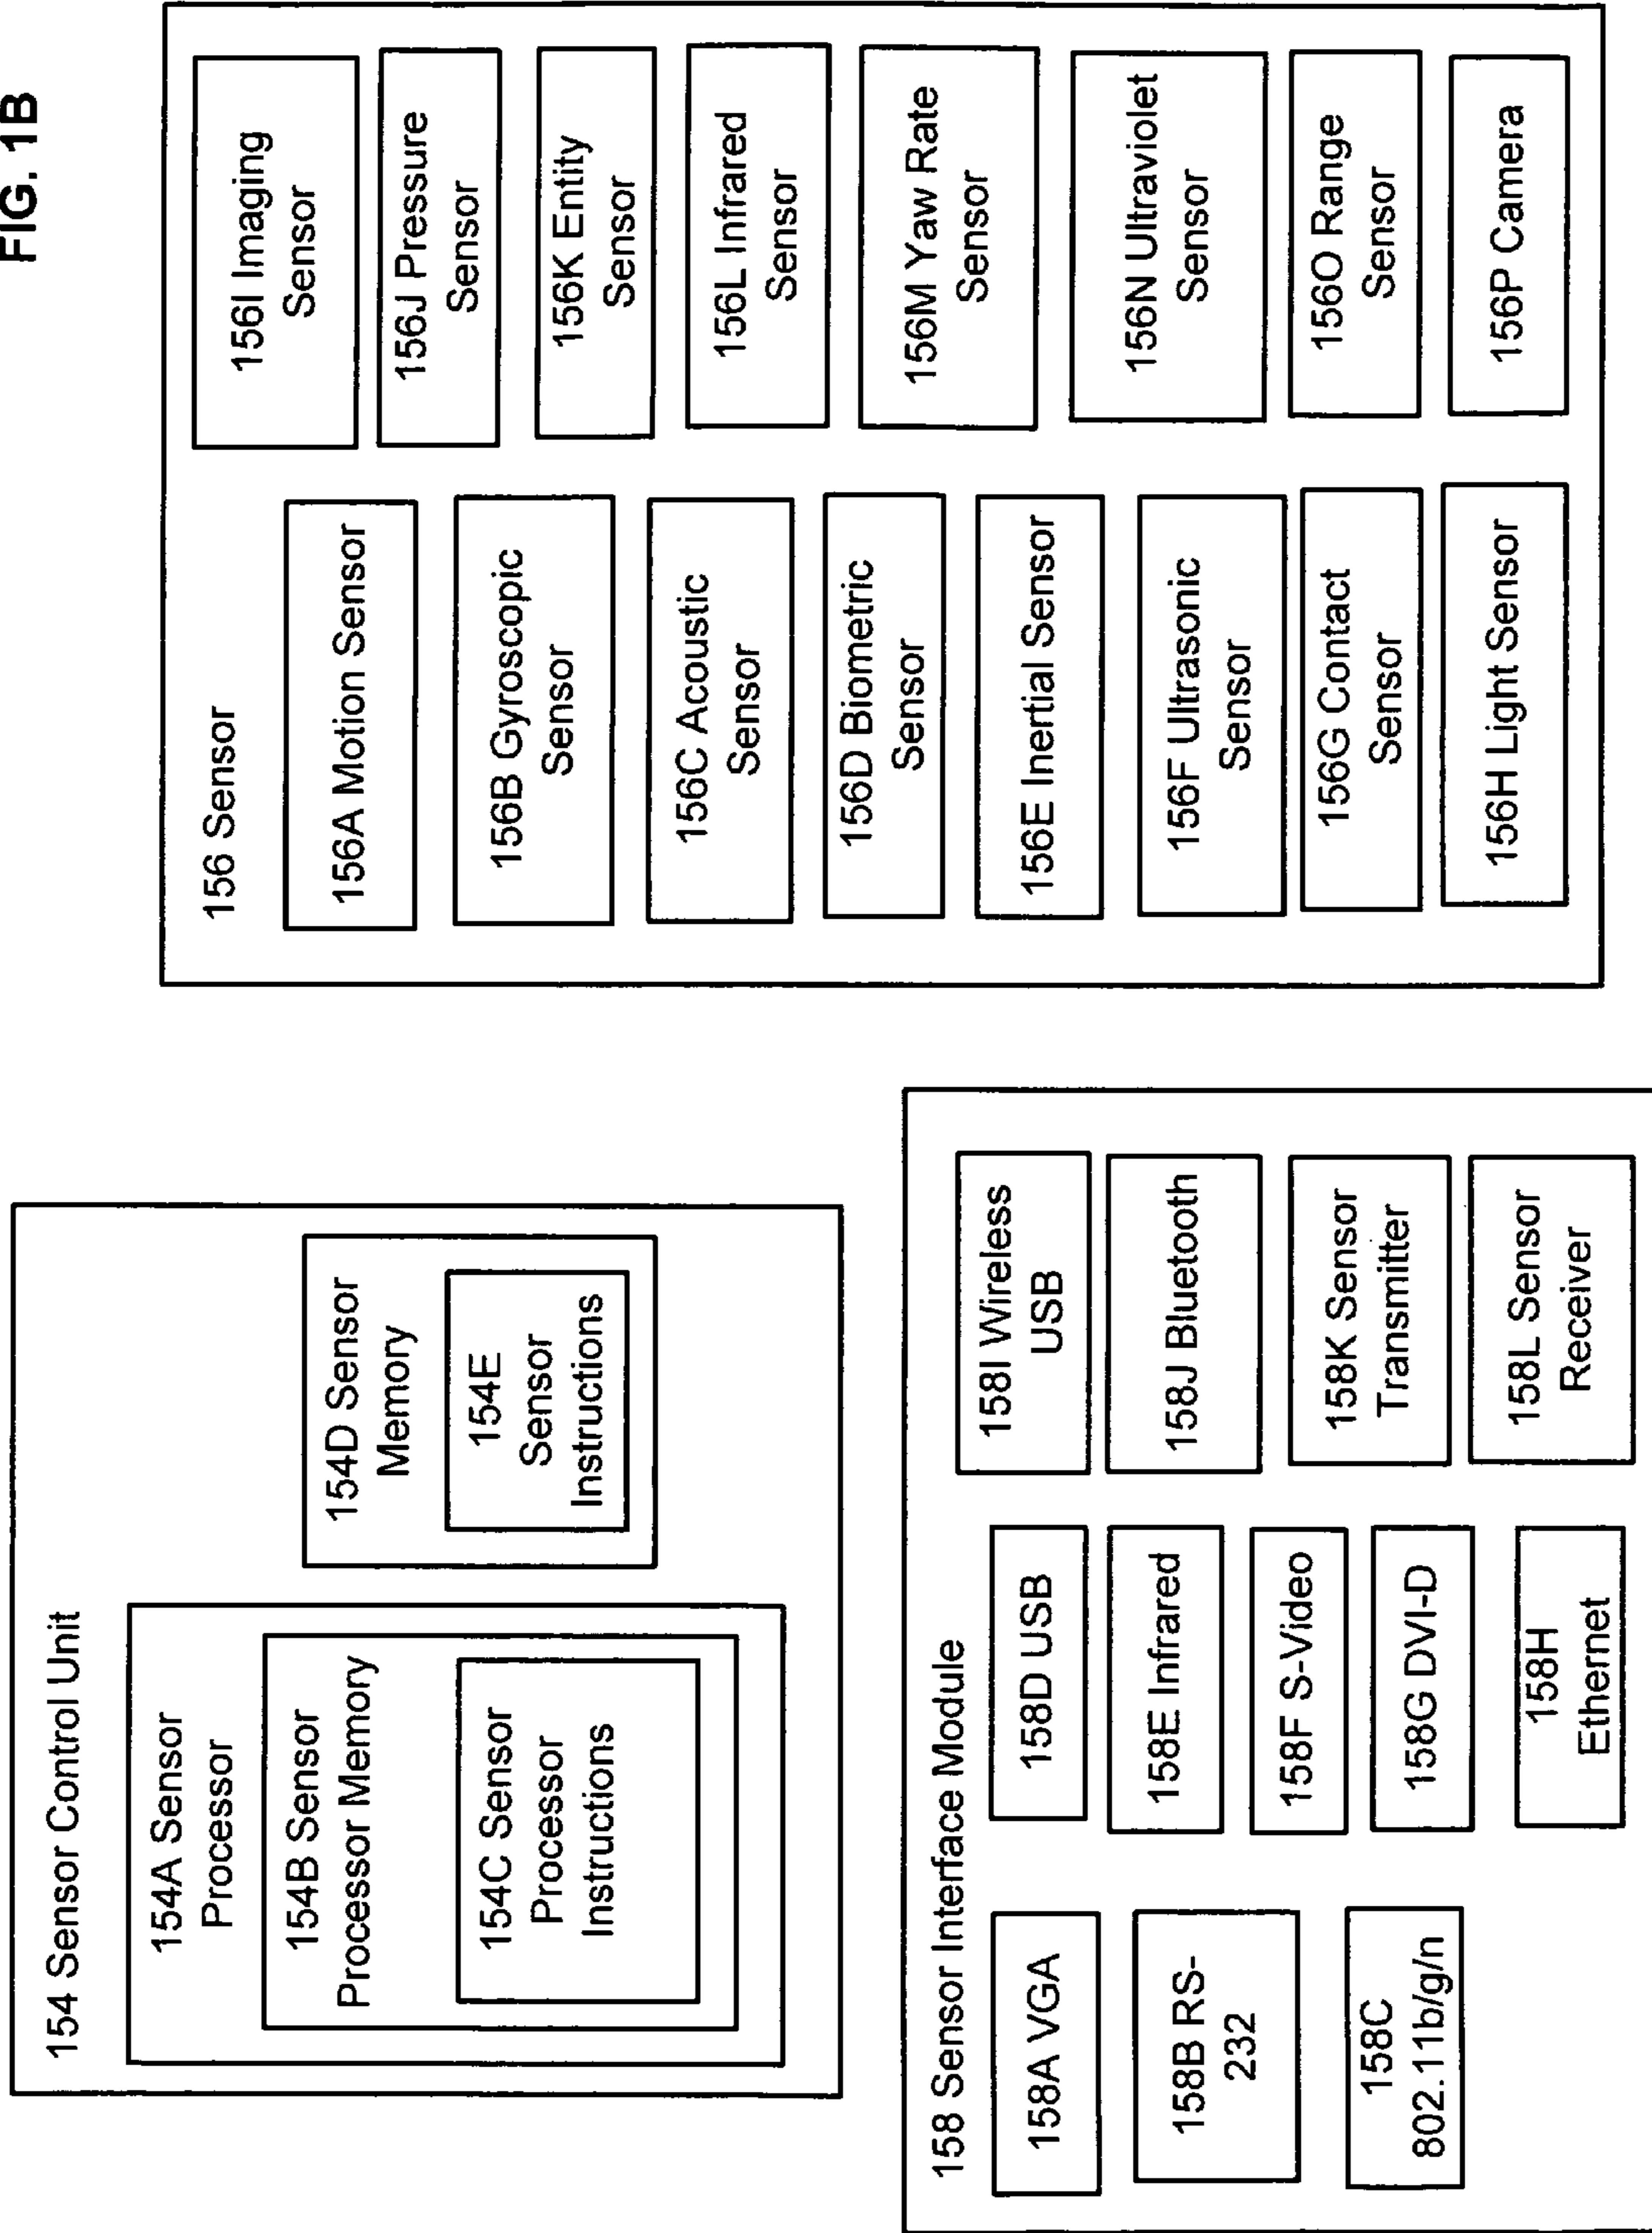 FIG. 1B
154 Sensor Control Unit
154A Sensor
Processor
154B Sensor
Processor Memory
154C Sensor
Processor
Instructions
154D Sensor
Memory
154E
Sensor
Instructions
156 Sensor
156A Motion Sensor
156B Gyroscopic
Sensor
156C Acoustic
Sensor
156D Biometric
Sensor
156E Inertial Sensor
156F Ultrasonic
Sensor
156G Contact
Sensor
156H Light Sensor
156I Imaging
Sensor
156J Pressure
Sensor
156K Entity
Sensor
156L Infrared
Sensor
156M Yaw Rate
Sensor
156N Ultraviolet
Sensor
156O Range
Sensor
156P Camera
158 Sensor Interface Module
158A VGA
158B RS-
232
158C
802.11b/g/n
158D USB
158E Infrared
158F S-Video
158G DVI-D
158H
Ethernet
158I Wireless
USB
158J Bluetooth
158K Sensor
Transmitter
158L Sensor
Receiver